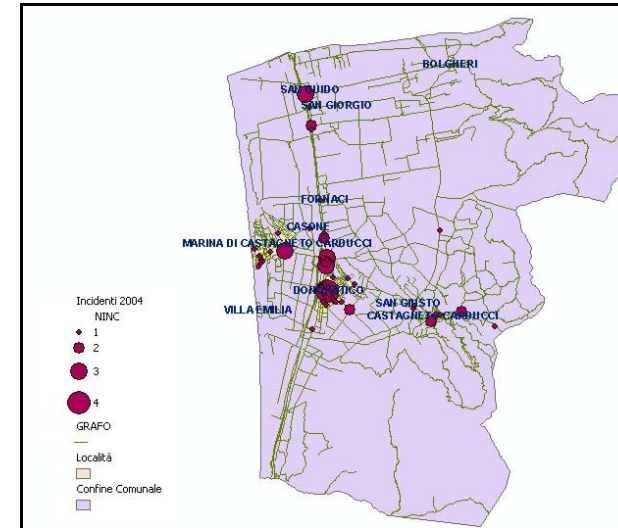 BOLGHERI
SAN GUIDO
SAN GIORGIO
FORNACI
CASONE
MARINA DI CASTAGNETO CARDUCCI
DONORATICO
VILLA EMILIA
SAN GIUSTO
CASTAGNETO CARDUCCI
Incidenti 2004
NINC
1
2
3
4
GRAFO
Località
Confine Comunale